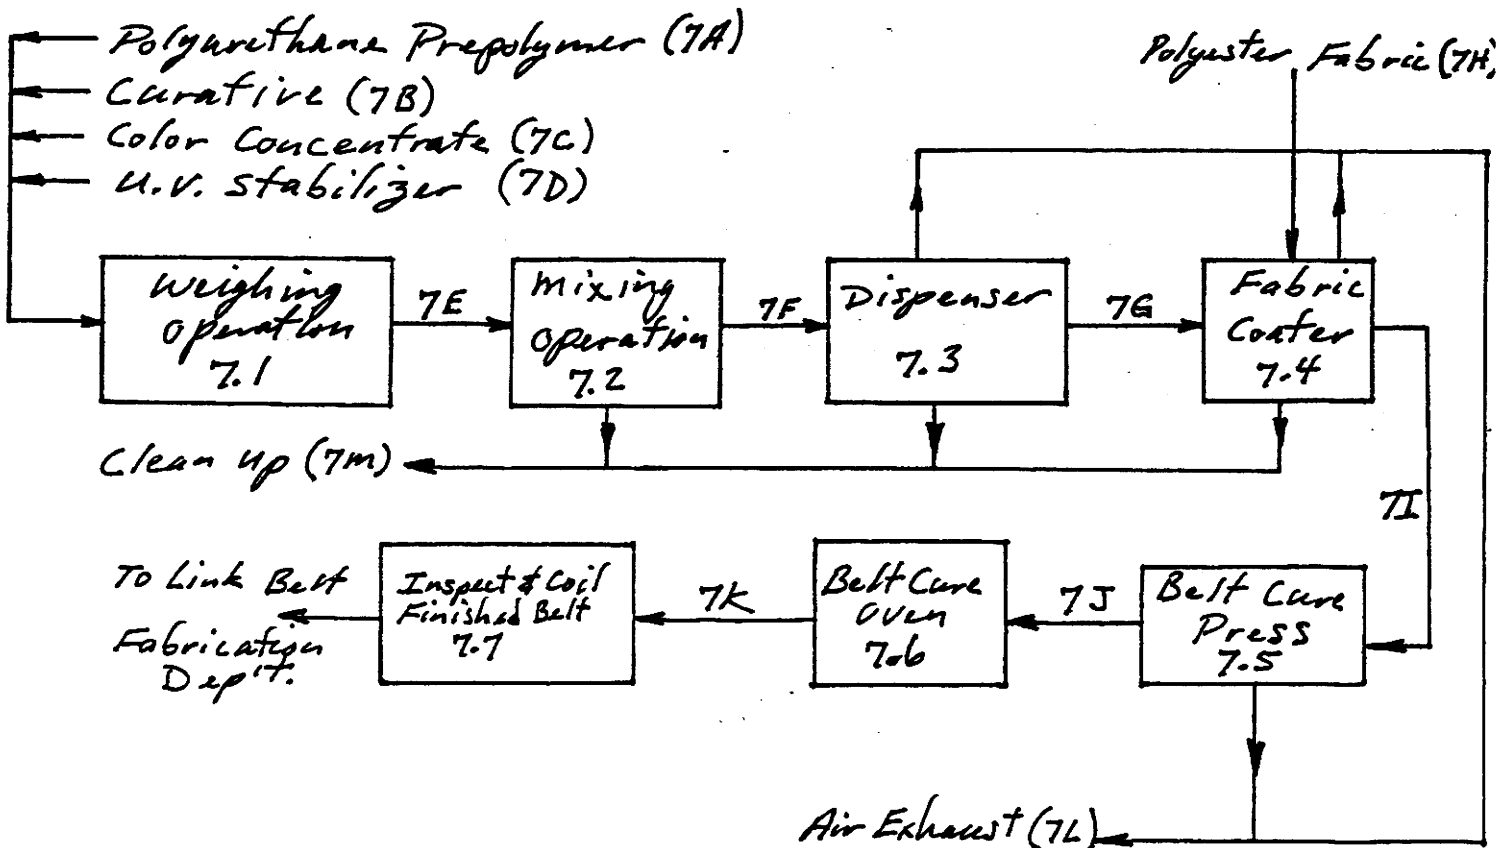 Polyurethane Prepolymer (7A)
Curative (7B)
Color Concentrate (7C)
U.V. Stabilizer (7D)
Polyester Fabric (7H)
Weighing
Operation
7.1
7E
Mixing
Operation
7.2
7F
Dispenser
7.3
7G
Fabric
Coater
7.4
Clean up (7M)
7I
To Link Belt
Fabrication
Dep't.
Inspect & Coil
Finished Belt
7.7
7K
Belt Cure
Oven
7.6
7J
Belt Cure
Press
7.5
Air Exhaust (7L)